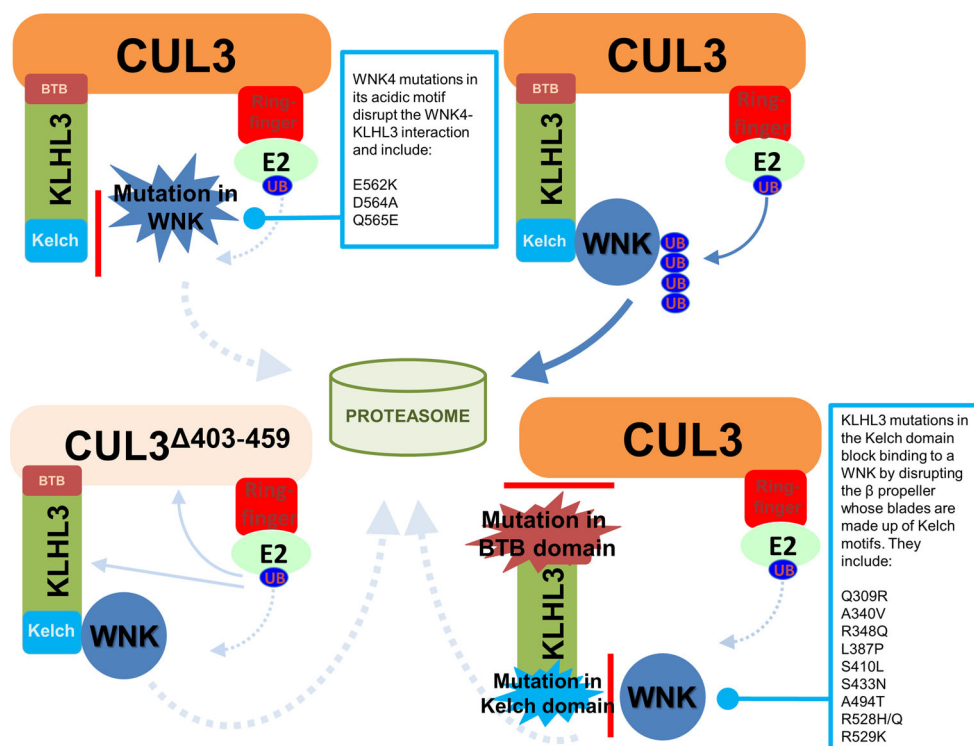 CUL3
BTB
KLHL3
Kelch
Ring-
finger
E2
UB
Mutation in
WNK
WNK4 mutations in
its acidic motif
disrupt the WNK4-
KLHL3 interaction
and include:
E562K
D564A
Q565E
CUL3
BTB
KLHL3
Kelch
WNK
UB
UB
UB
UB
Ring-
finger
E2
UB
PROTEASOME
CUL3Δ403-459
BTB
KLHL3
Kelch
WNK
Ring-
finger
E2
UB
CUL3
Mutation in
BTB domain
KLHL3
Mutation in
Kelch domain
WNK
Ring-
finger
E2
UB
KLHL3 mutations in
the Kelch domain
block binding to a
WNK by disrupting
the β propeller
whose blades are
made up of Kelch
motifs. They
include:
Q309R
A340V
R348Q
L387P
S410L
S433N
A494T
R528H/Q
R529K